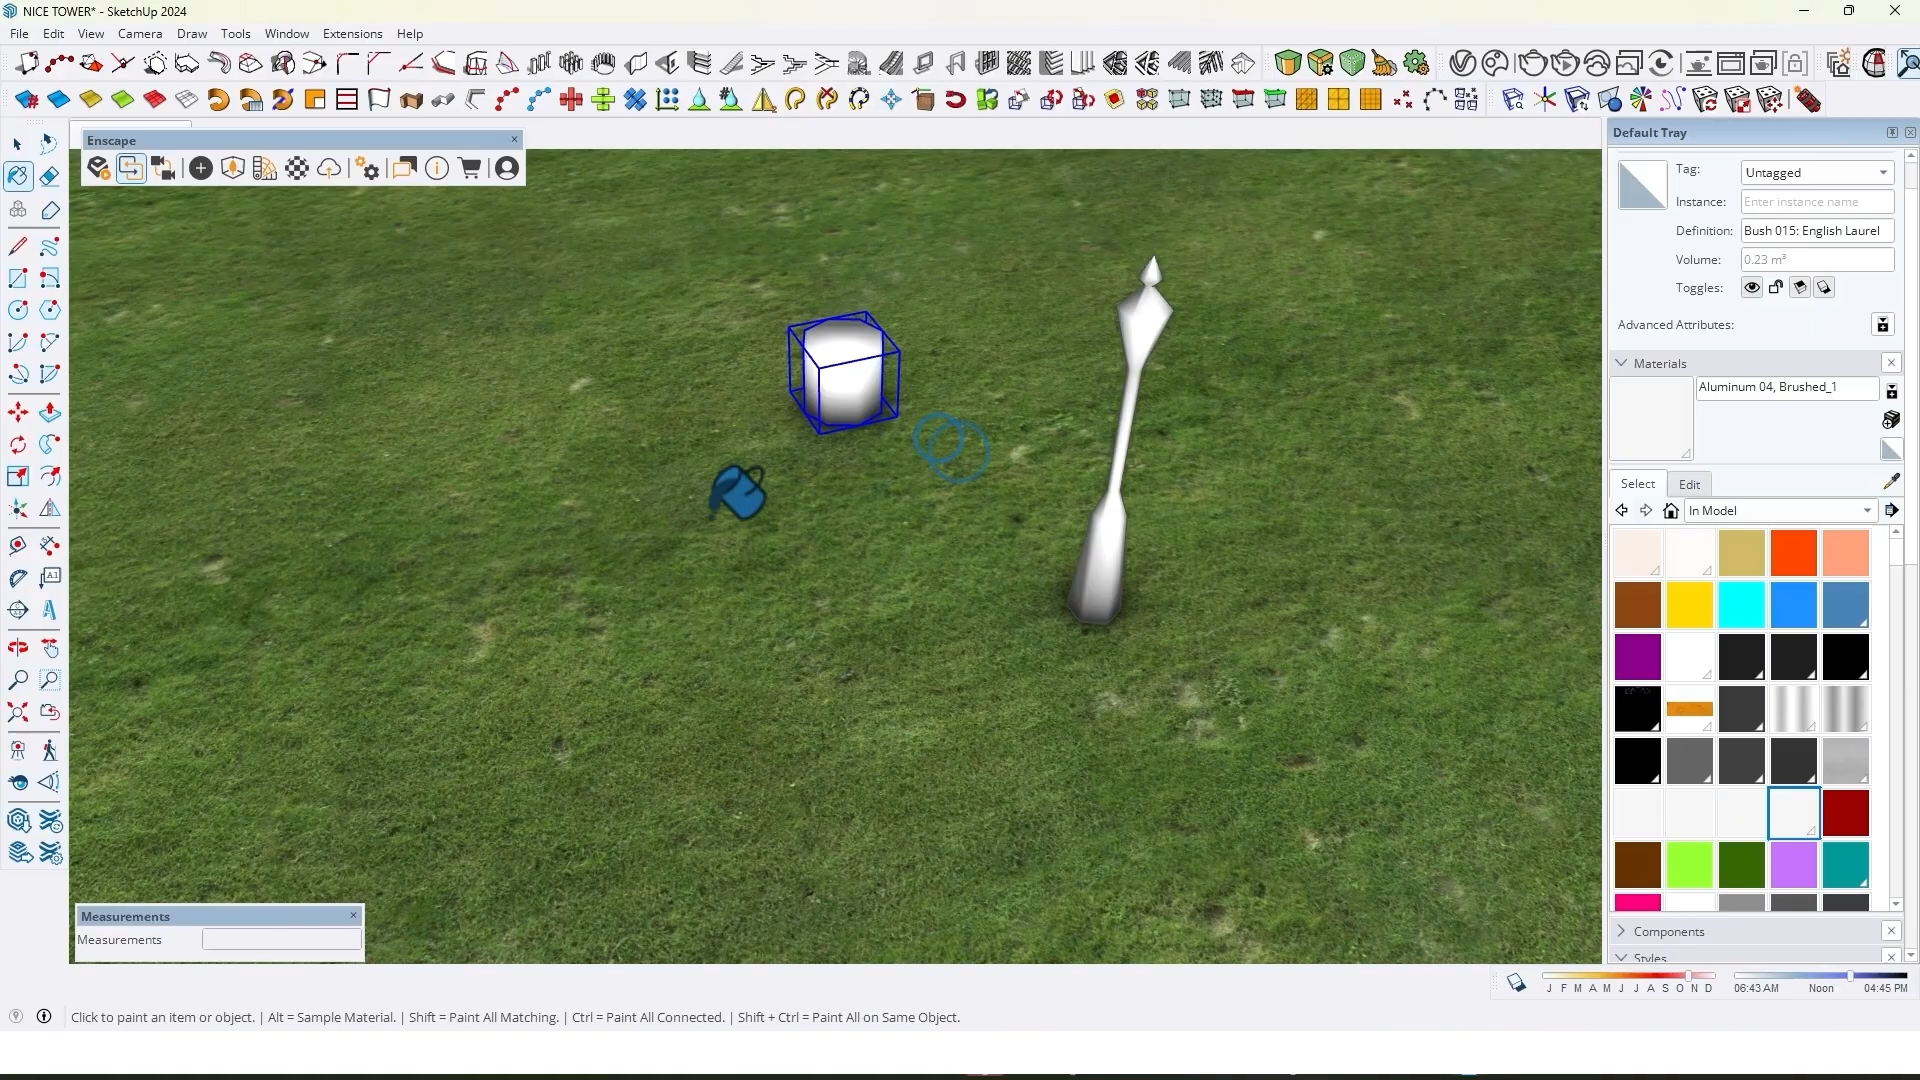 NICE TOWER* - SketchUp 2024
File Edit View Camera Draw Tools Window Extensions Help
Enscape
Default Tray
Tag: Untagged
Instance: Enter instance name
Definition: Bush 015: English Laurel
Volume: 0.23 m³
Toggles:
Advanced Attributes:
Materials
Aluminum 04, Brushed_1
Select Edit
In Model
Measurements
Measurements
Components
Styles
J F M A M J J A S O N D
06:43 AM Noon 04:45 PM
Click to paint an item or object. | Alt = Sample Material. | Shift = Paint All Matching. | Ctrl = Paint All Connected. | Shift + Ctrl = Paint All on Same Object.